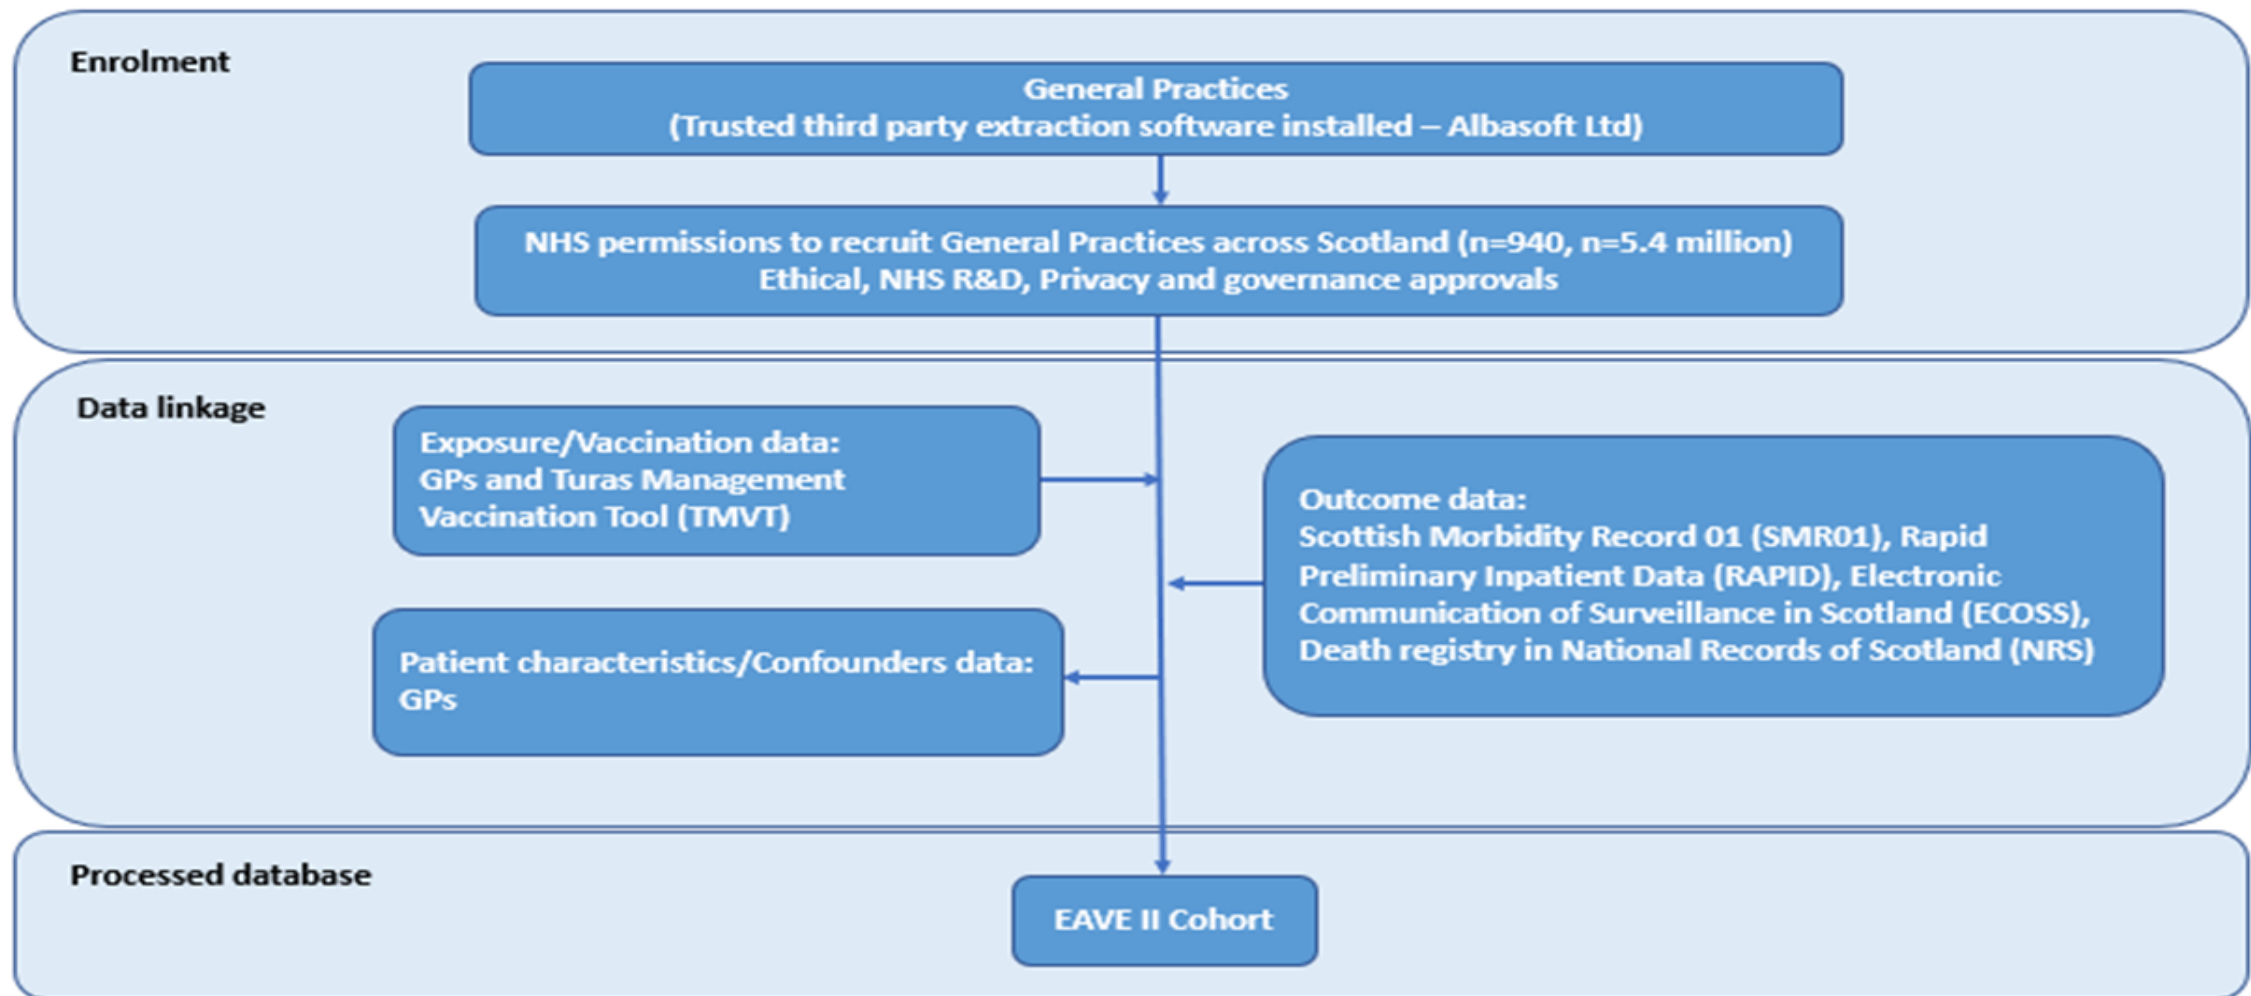 Enrolment
General Practices
(Trusted third party extraction software installed – Albasoft Ltd)
NHS permissions to recruit General Practices across Scotland (n=940, n=5.4 million)
Ethical, NHS R&D, Privacy and governance approvals
Data linkage
Exposure/Vaccination data:
GPs and Turas Management
Vaccination Tool (TMVT)
Outcome data:
Scottish Morbidity Record 01 (SMR01), Rapid
Preliminary Inpatient Data (RAPID), Electronic
Communication of Surveillance in Scotland (ECOSS),
Death registry in National Records of Scotland (NRS)
Patient characteristics/Confounders data:
GPs
Processed database
EAVE II Cohort